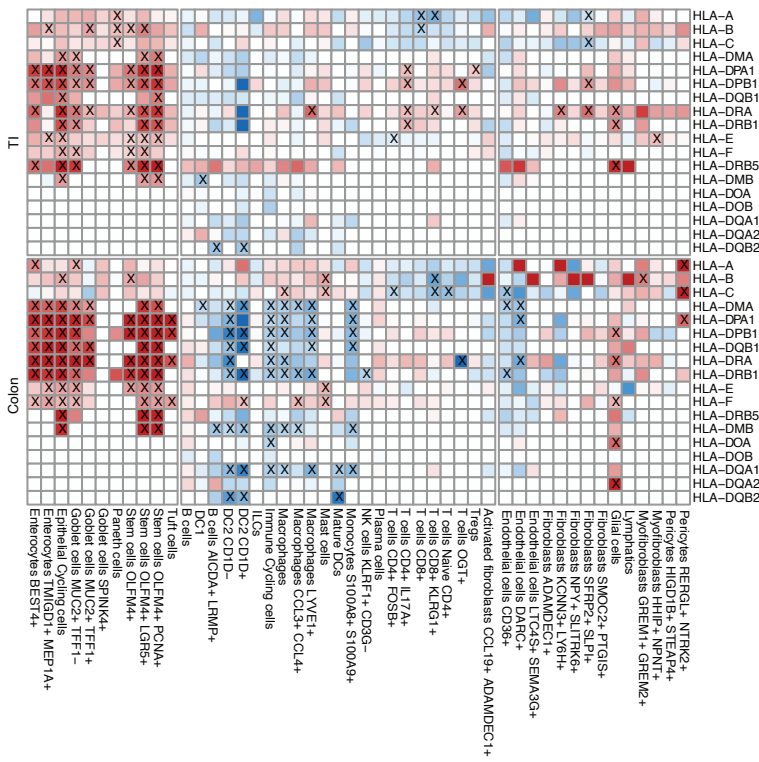 TI
HLA−A
HLA−B
HLA−C
HLA−DMA
HLA−DPA1
HLA−DPB1
HLA−DQB1
HLA−DRA
HLA−DRB1
HLA−E
HLA−F
HLA−DRB5
HLA−DMB
HLA−DOA
HLA−DOB
HLA−DQA1
HLA−DQA2
HLA−DQB2
Colon
HLA−A
HLA−B
HLA−C
HLA−DMA
HLA−DPA1
HLA−DPB1
HLA−DQB1
HLA−DRA
HLA−DRB1
HLA−E
HLA−F
HLA−DRB5
HLA−DMB
HLA−DOA
HLA−DOB
HLA−DQA1
HLA−DQA2
HLA−DQB2
Enterocytes BEST4+
Enterocytes TMIGD1+ MEP1A+
Epithelial Cycling cells
Goblet cells MUC2+ TFF1−
Goblet cells MUC2+ TFF1+
Goblet cells SPINK4+
Paneth cells
Stem cells OLFM4+
Stem cells OLFM4+ LGR5+
Stem cells OLFM4+ PCNA+
Tuft cells
B cells
DC1
B cells AICDA+ LRMP+
DC2 CD1D−
DC2 CD1D+
ILCs
Immune Cycling cells
Macrophages
Macrophages CCL3+ CCL4+
Macrophages LYVE1+
Mast cells
Mature DCs
Monocytes S100A8+ S100A9+
NK cells KLRF1+ CD3G−
Plasma cells
T cells CD4+ FOSB+
T cells CD4+ IL17A+
T cells CD8+
T cells CD8+ KLRG1+
T cells Naive CD4+
T cells OGT+
Tregs
Activated fibroblasts CCL19+ ADAMDEC1+
Endothelial cells CD36+
Endothelial cells DARC+
Endothelial cells LTC4S+ SEMA3G+
Fibroblasts ADAMDEC1+
Fibroblasts KCNN3+ LY6H+
Fibroblasts NPY+ SLITRK6+
Fibroblasts SFRP2+ SLPI+
Fibroblasts SMOC2+ PTGIS+
Glial cells
Lymphatics
Myofibroblasts GREM1+ GREM2+
Myofibroblasts HHIP+ NPNT+
Pericytes HIGD1B+ STEAP4+
Pericytes RERGL+ NTRK2+